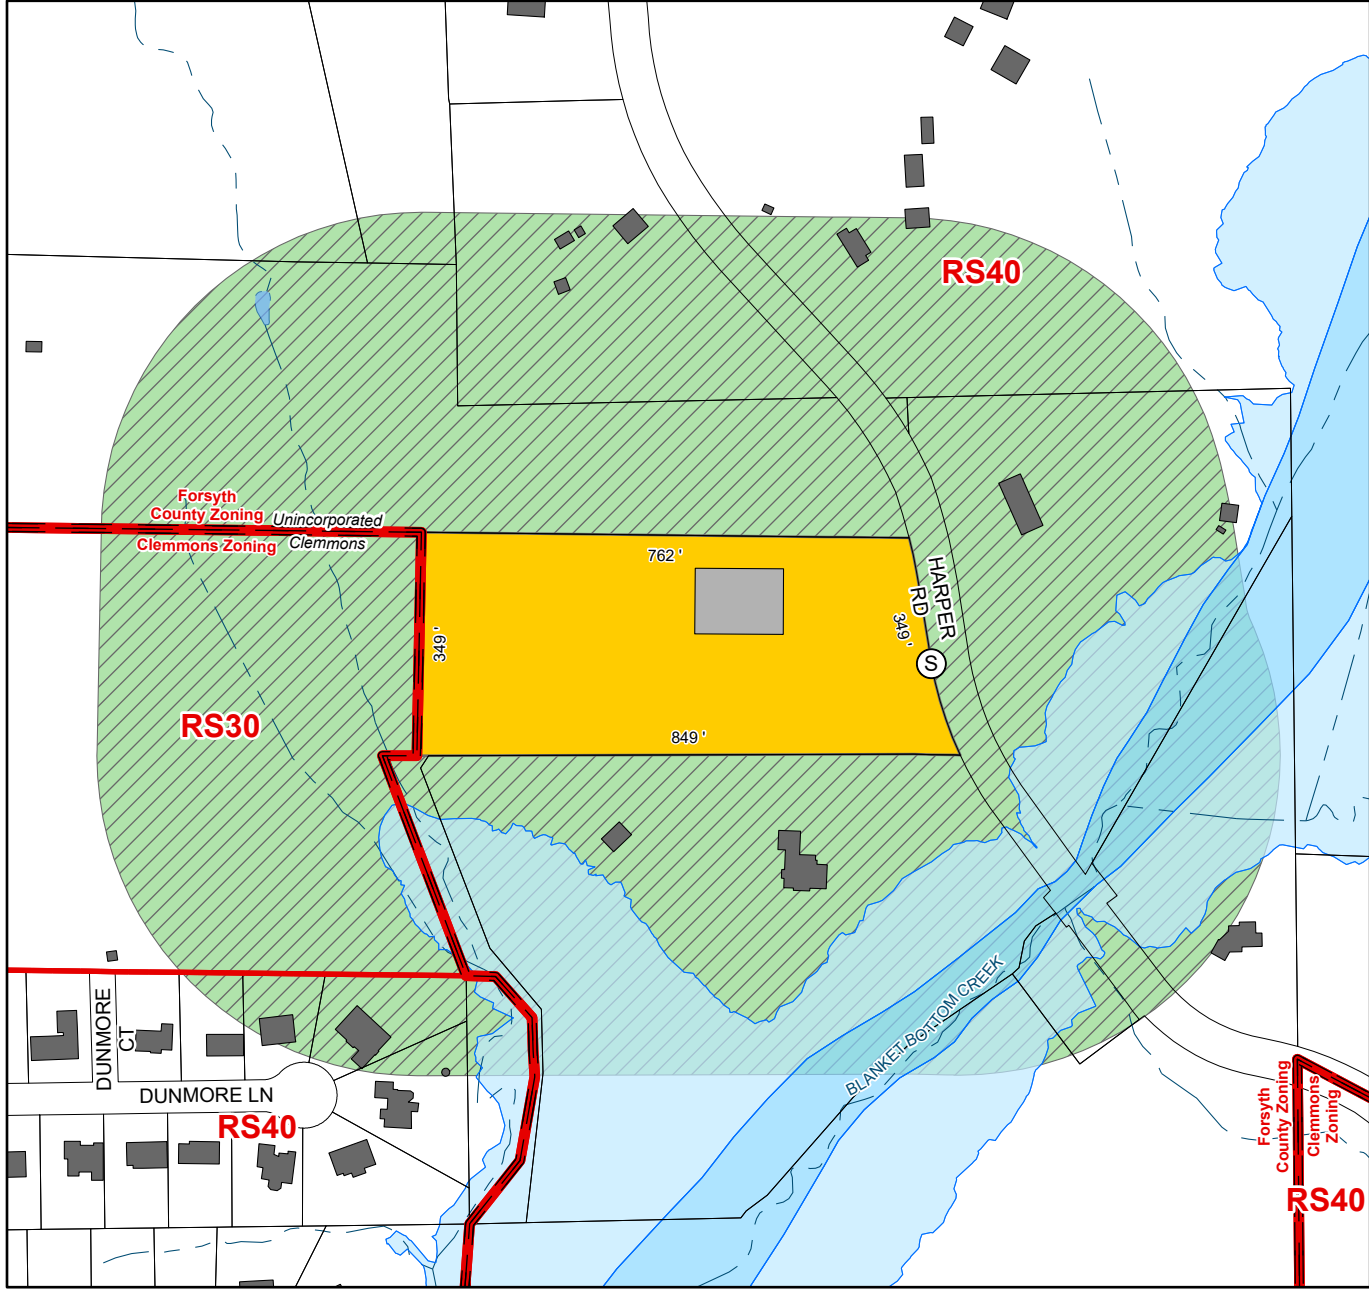 RS40
Forsyth
County Zoning
Unincorporated
Clemmons Zoning
Clemmons
762 '
HARPER
RD
349 '
349 '
S
RS30
849 '
BLANKET BOTTOM CREEK
DUNMORE
CT
DUNMORE LN
RS40
Forsyth
County Zoning
Clemmons
Zoning
RS40